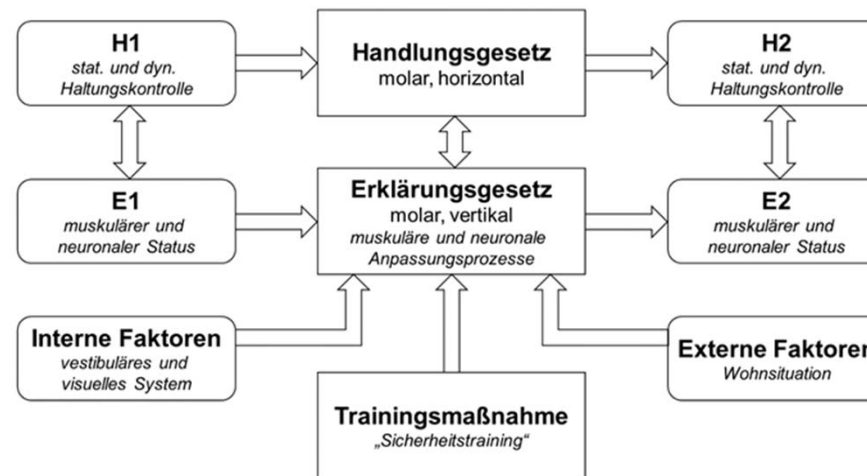 H1
stat. und dyn.
Haltungskontrolle
Handlungsgesetz
molar, horizontal
H2
stat. und dyn.
Haltungskontrolle
E1
muskulärer und
neuronaler Status
Erklärungsgesetz
molar, vertikal
muskuläre und neuronale
Anpassungsprozesse
E2
muskulärer und
neuronaler Status
Interne Faktoren
vestibuläres und
visuelles System
Trainingsmaßnahme
„Sicherheitstraining“
Externe Faktoren
Wohnsituation